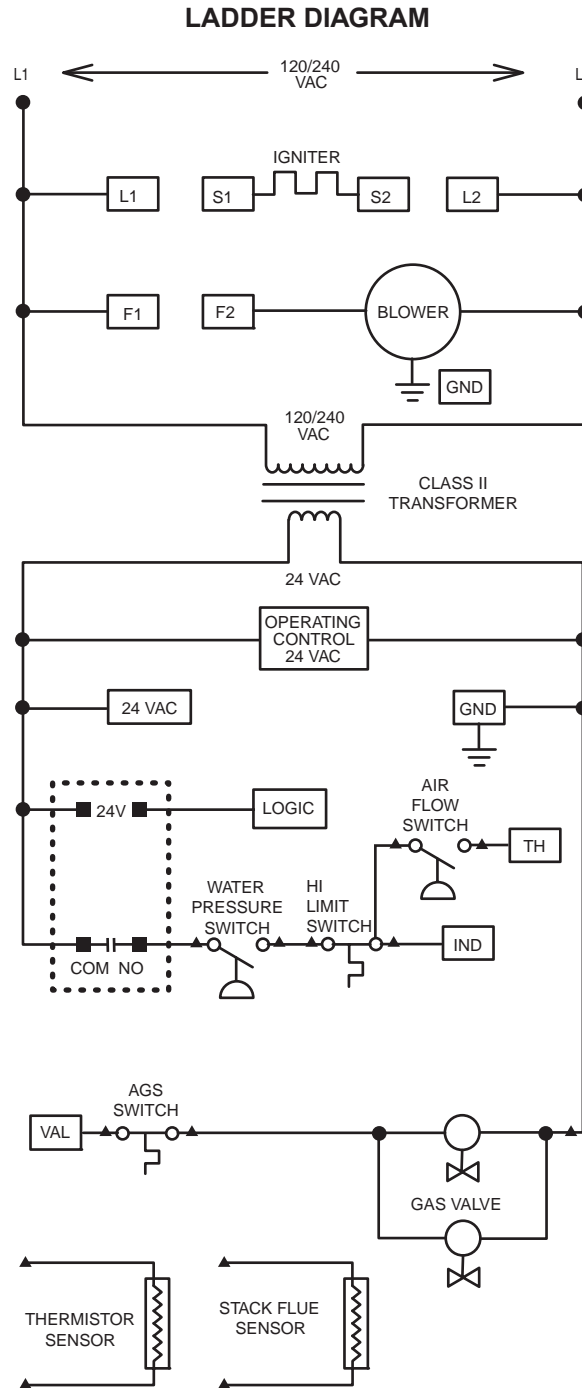 LADDER DIAGRAM
120/240
VAC
L1
L
IGNITER
L1
S1
S2
L2
F1
F2
BLOWER
GND
120/240
VAC
CLASS II
TRANSFORMER
24 VAC
OPERATING
CONTROL
24 VAC
24 VAC
GND
24V
LOGIC
AIR
FLOW
SWITCH
TH
WATER
PRESSURE
SWITCH
HI
LIMIT
SWITCH
IND
COM NO
AGS
SWITCH
VAL
GAS VALVE
THERMISTOR
SENSOR
STACK FLUE
SENSOR